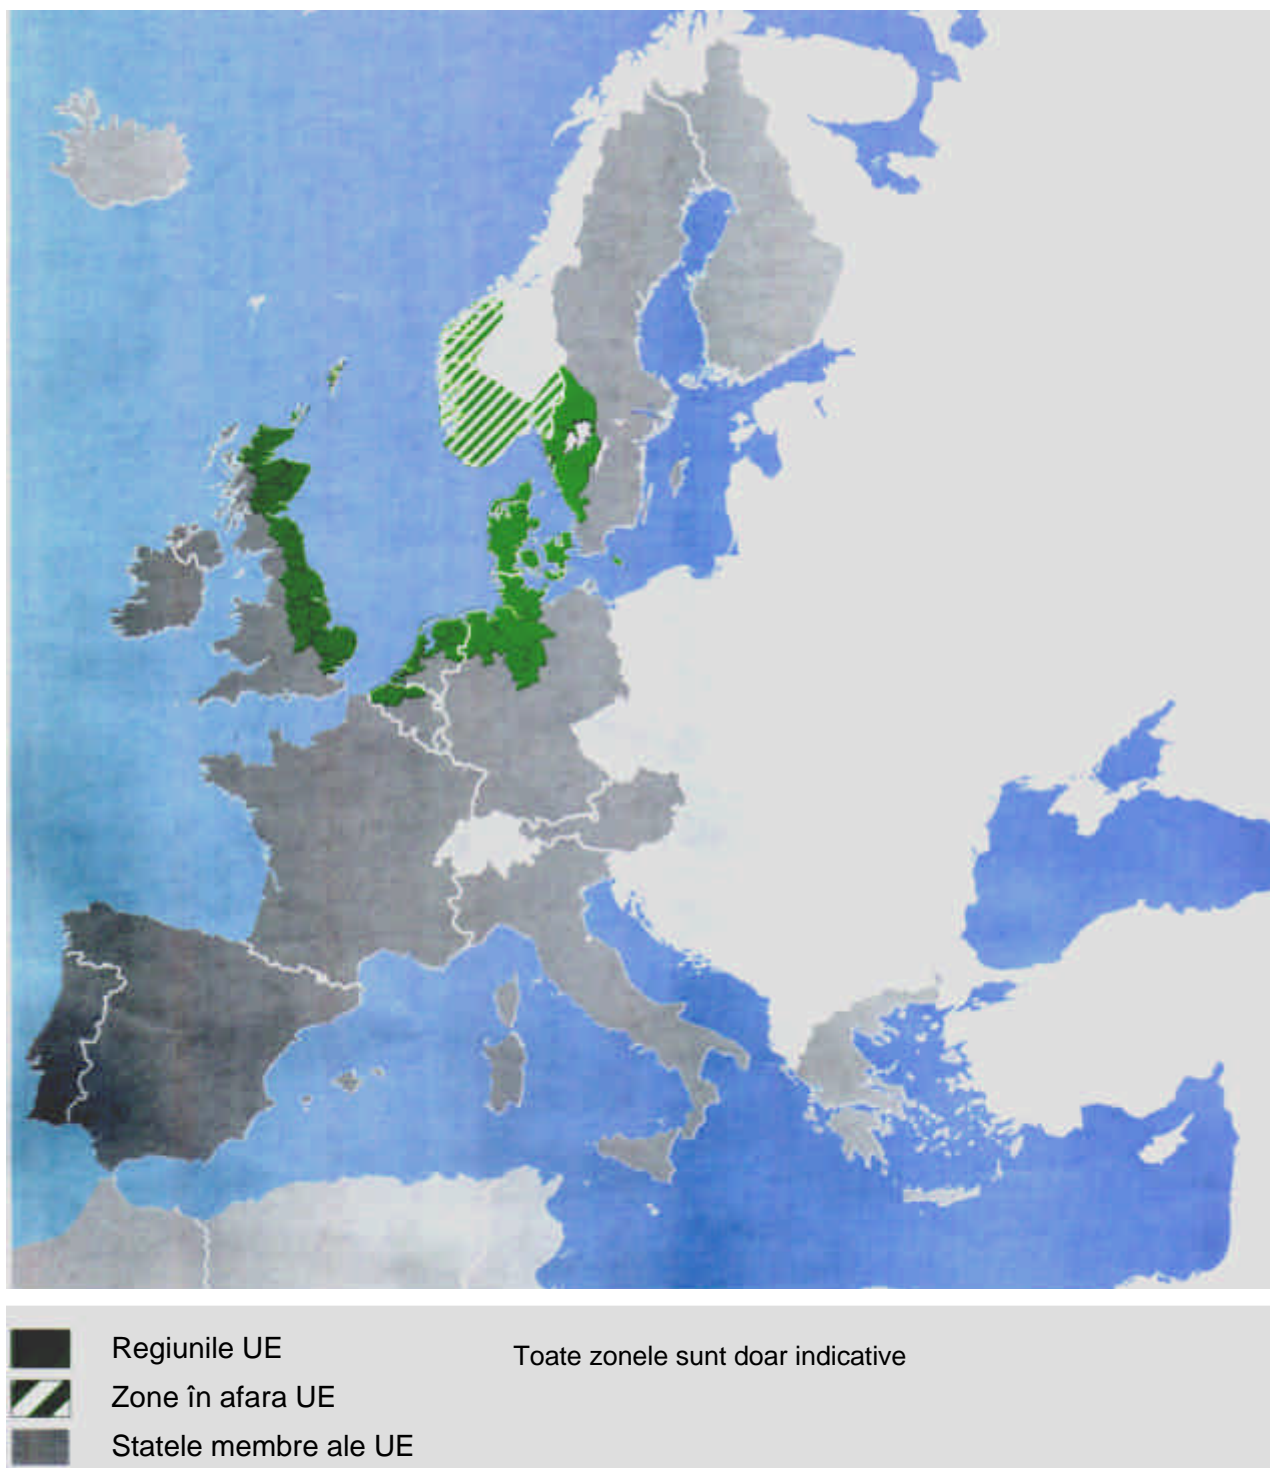 Regiunile UE
Toate zonele sunt doar indicative
Zone în afara UE
Statele membre ale UE